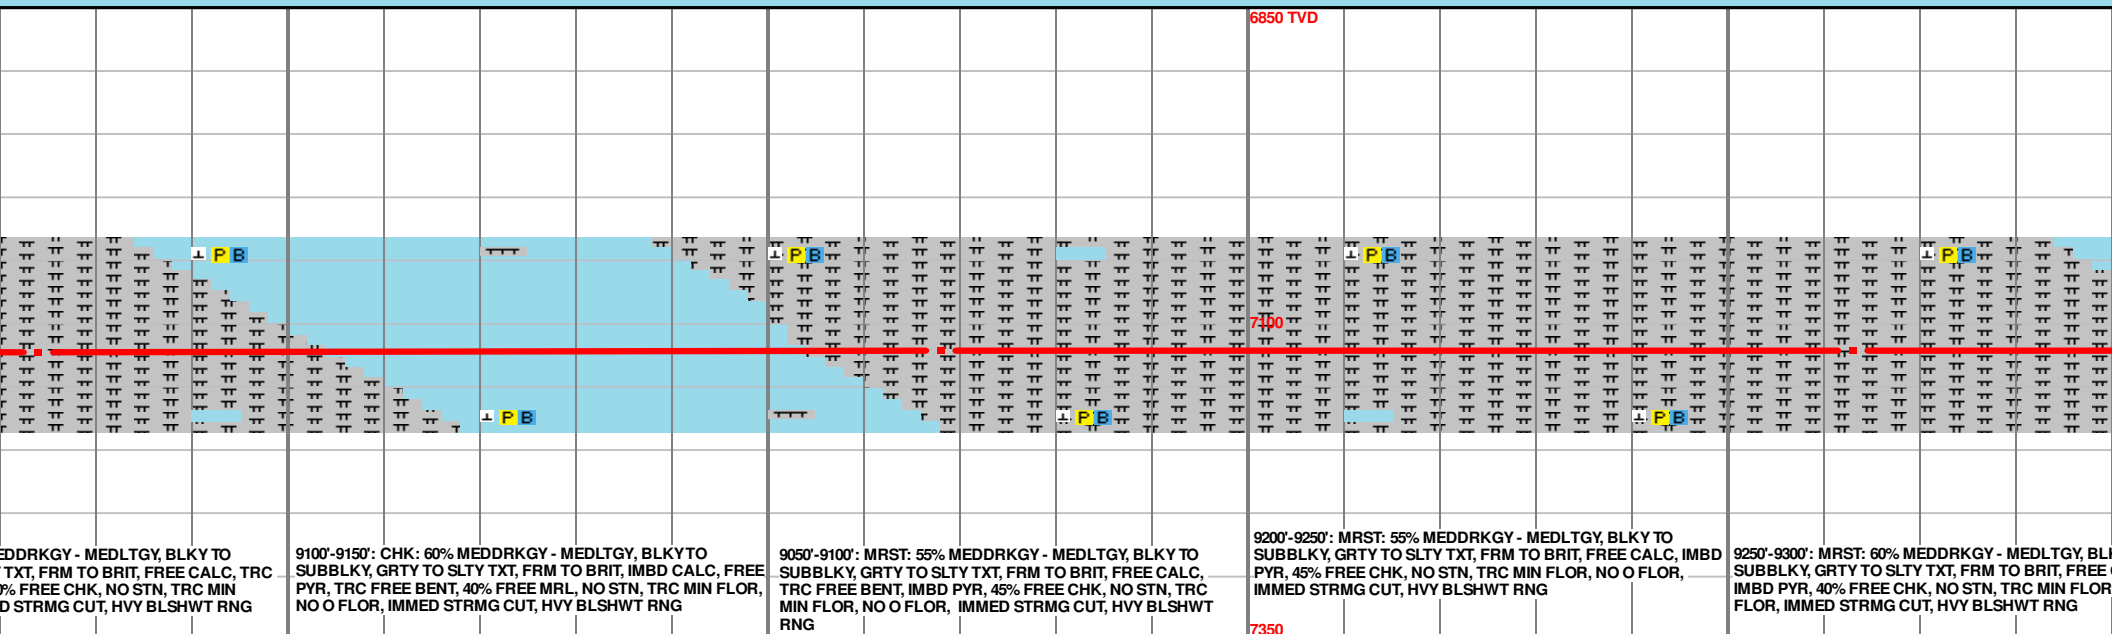 6850 TVD
P B
P B
P B
P B
7100
P B
P B
P B
EDDRKGY - MEDLTGY, BLKY TO
TXT, FRM TO BRIT, FREE CALC, TRC
% FREE CHK, NO STN, TRC MIN
D STRMG CUT, HVY BLSHWT RNG
9100'-9150': CHK: 60% MEDDRKGY - MEDLTGY, BLKY TO
SUBBLKY, GRTY TO SLTY TXT, FRM TO BRIT, IMBD CALC, FREE
PYR, TRC FREE BENT, 40% FREE MRL, NO STN, TRC MIN FLOR,
NO O FLOR, IMMED STRMG CUT, HVY BLSHWT RNG
9050'-9100': MRST: 55% MEDDRKGY - MEDLTGY, BLKY TO
SUBBLKY, GRTY TO SLTY TXT, FRM TO BRIT, FREE CALC,
TRC FREE BENT, IMBD PYR, 45% FREE CHK, NO STN, TRC
MIN FLOR, NO O FLOR, IMMED STRMG CUT, HVY BLSHWT
RNG
9200'-9250': MRST: 55% MEDDRKGY - MEDLTGY, BLKY TO
SUBBLKY, GRTY TO SLTY TXT, FRM TO BRIT, FREE CALC, IMBD
PYR, 45% FREE CHK, NO STN, TRC MIN FLOR, NO O FLOR,
IMMED STRMG CUT, HVY BLSHWT RNG
9250'-9300': MRST: 60% MEDDRKGY - MEDLTGY, BL
SUBBLKY, GRTY TO SLTY TXT, FRM TO BRIT, FREE
IMBD PYR, 40% FREE CHK, NO STN, TRC MIN FLOR
FLOR, IMMED STRMG CUT, HVY BLSHWT RNG
7350